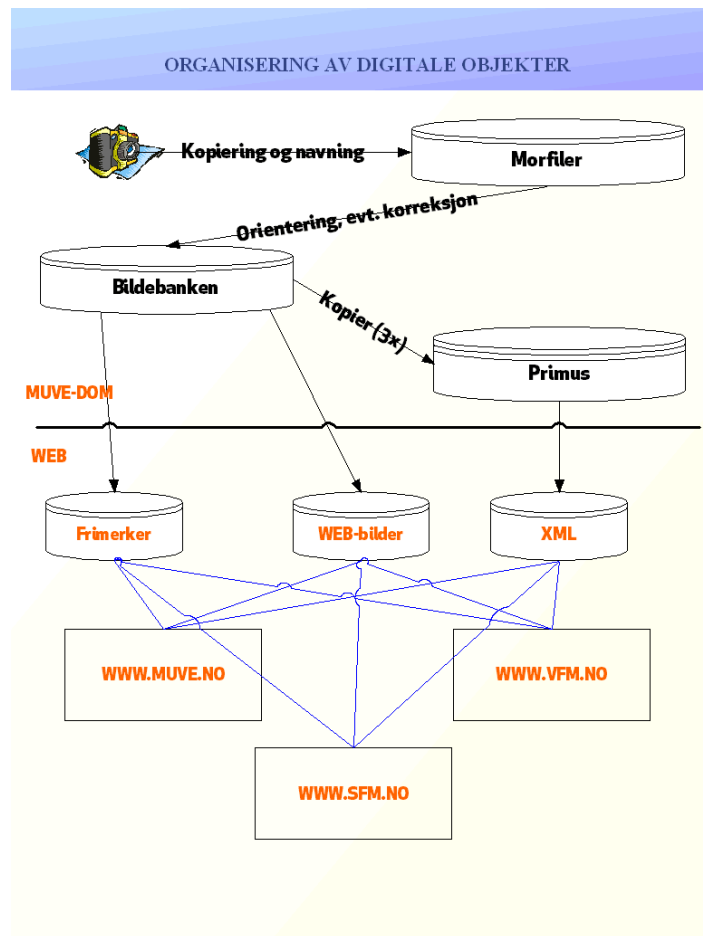 ORGANISERING AV DIGITALE OBJEKTER
Kopiering og navning
Morfiler
Orientering, evt. korreksjon
Bildebanken
Kopier (3x)
Primus
MUVE-DOM
WEB
Frimerker
WEB-bilder
XML
WWW.MUVE.NO
WWW.VFM.NO
WWW.SFM.NO